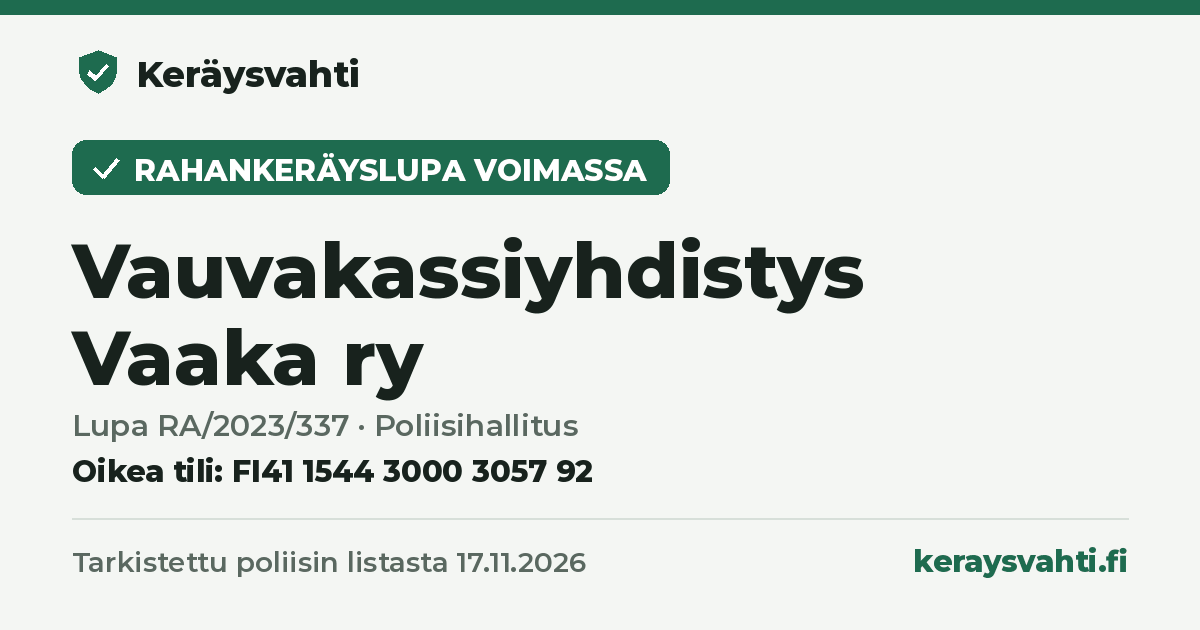 Keräysvahti
RAHANKERÄYSLUPA VOIMASSA
Vauvakassiyhdistys
Vaaka ry
Lupa RA/2023/337 · Poliisihallitus
Oikea tili: FI41 1544 3000 3057 92
Tarkistettu poliisin listasta 17.11.2026
keraysvahti.fi